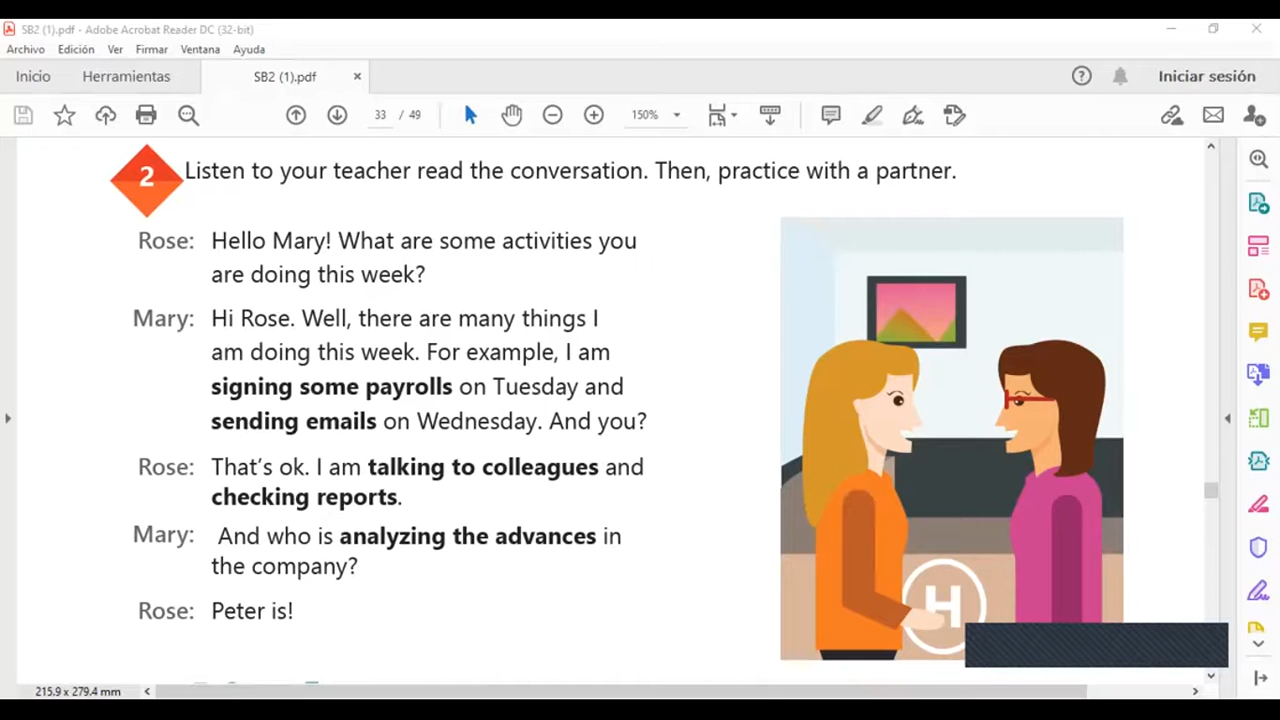 SB2 (1).pdf - Adobe Acrobat Reader DC (32-bit)
Archivo Edición Ver Firmar Ventana Ayuda
Inicio Herramientas SB2 (1).pdf × Iniciar sesión
33 / 49 150%
2 Listen to your teacher read the conversation. Then, practice with a partner.
Rose: Hello Mary! What are some activities you
are doing this week?
Mary: Hi Rose. Well, there are many things I
am doing this week. For example, I am
signing some payrolls on Tuesday and
sending emails on Wednesday. And you?
Rose: That's ok. I am talking to colleagues and
checking reports.
Mary: And who is analyzing the advances in
the company?
Rose: Peter is!
H
215.9 x 279.4 mm